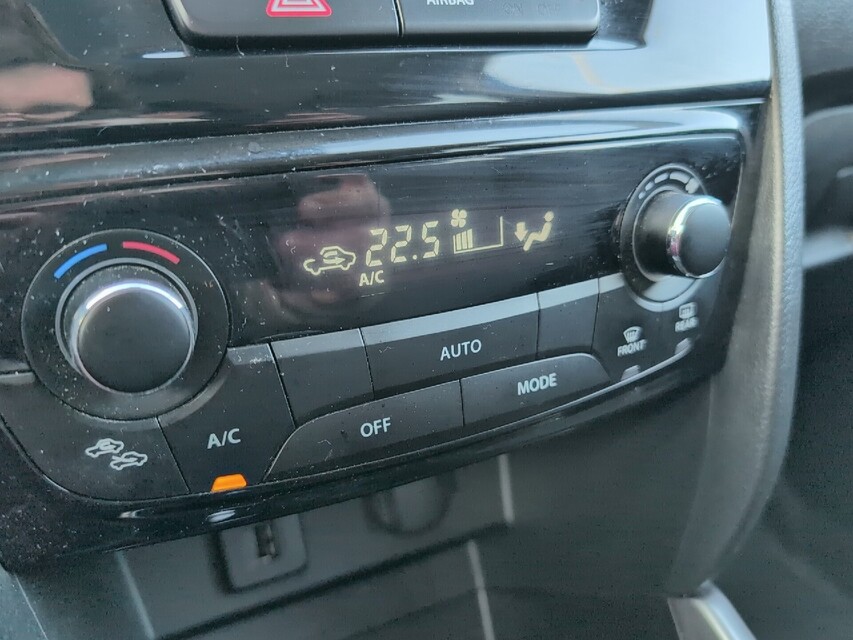 AIRBAG
22.5
A/C
AUTO
MODE
OFF
A/C
FRONT
REAR